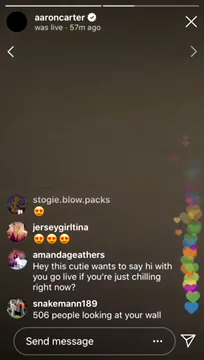 aaroncarter
was live · 57m ago
stogie.blow.packs
😍
jerseygirltina
😍😍😍
amandageathers
Hey this cutie wants to say hi with
you go live if you're just chilling
right now?
snakemann189
506 people looking at your wall
Send message